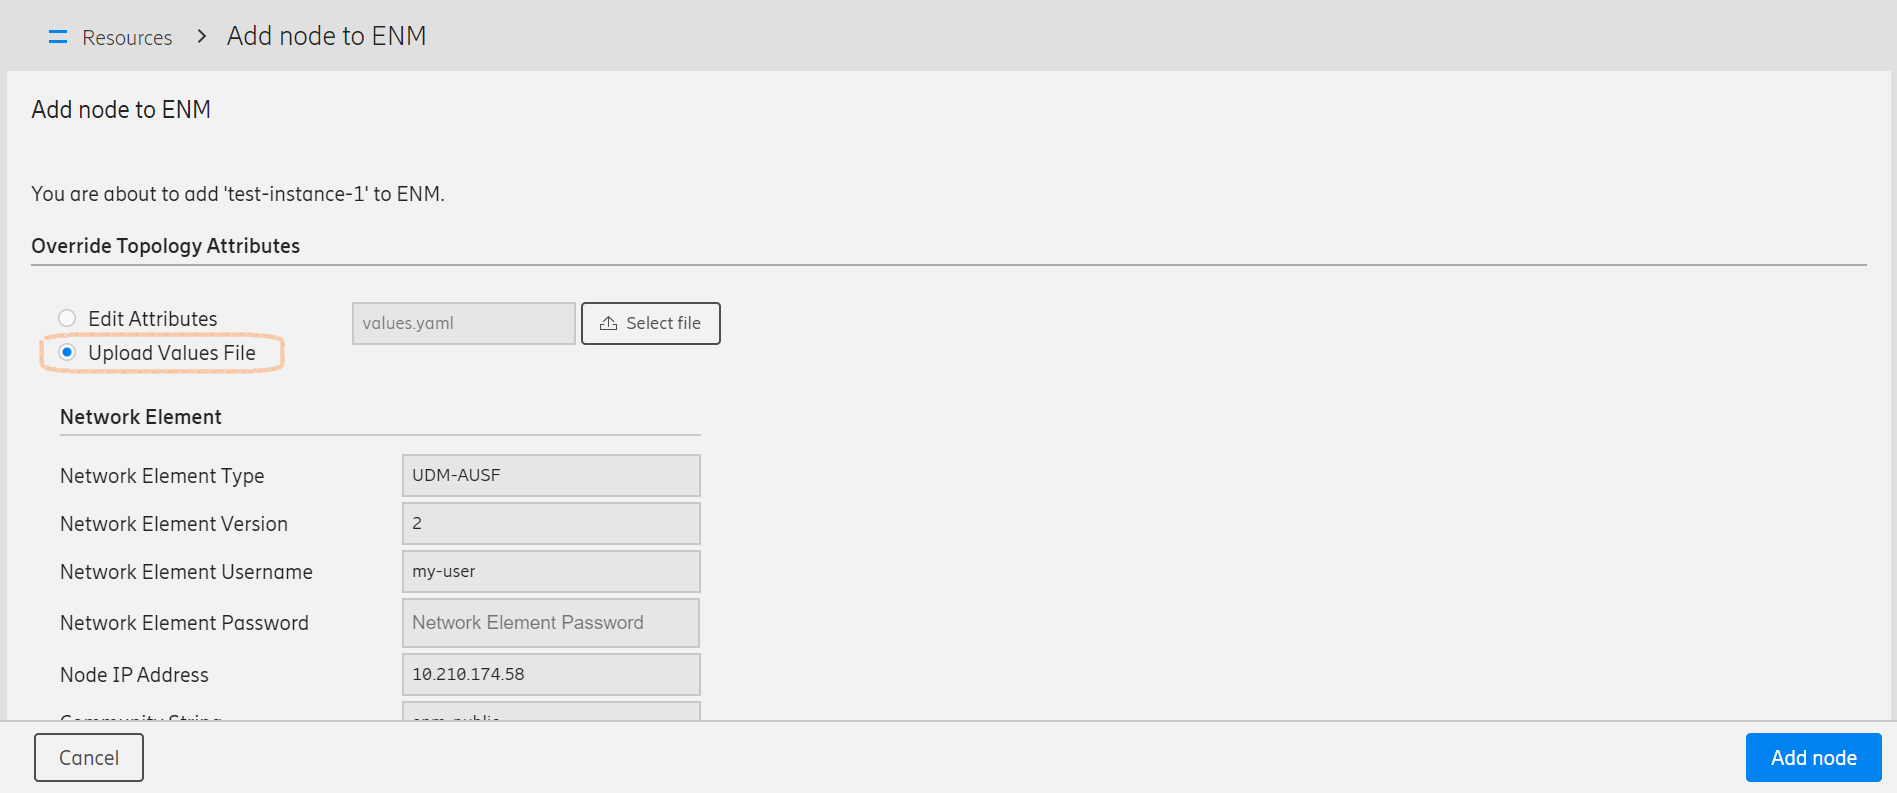 Resources > Add node to ENM
Add node to ENM
You are about to add 'test-instance-1' to ENM.
Override Topology Attributes
Edit Attributes
values.yaml Select file
Upload Values File
Network Element
Network Element Type UDM-AUSF
Network Element Version 2
Network Element Username my-user
Network Element Password Network Element Password
Node IP Address 10.210.174.58
Community String
Cancel Add node